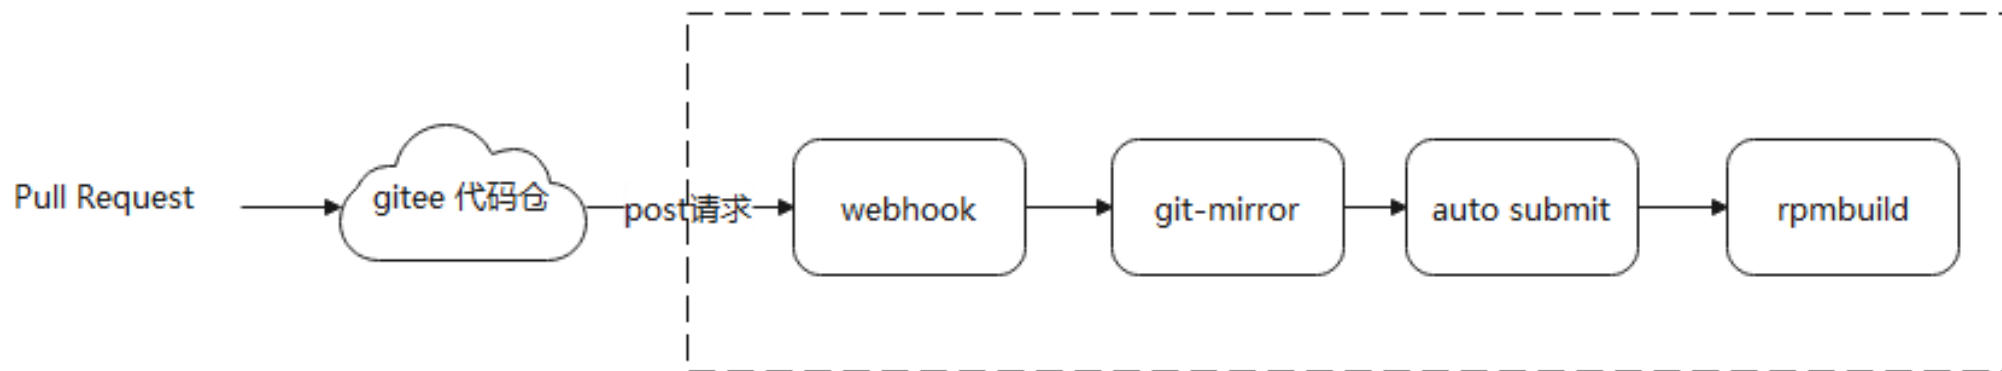 Pull Request
gitee 代码仓
post请求
webhook
git-mirror
auto submit
rpmbuild